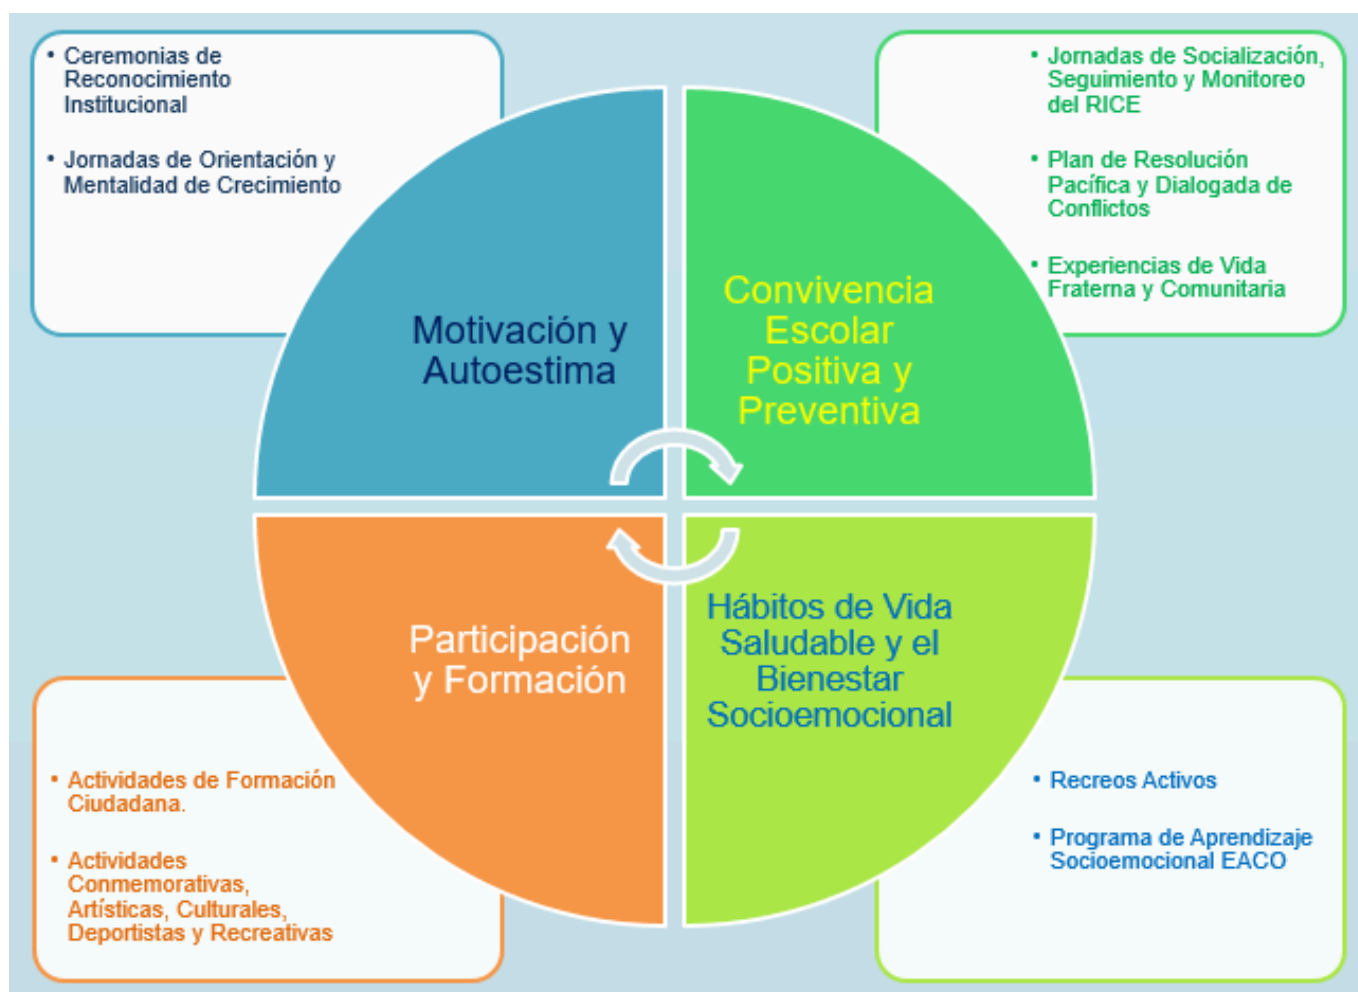 • Ceremonias de
Reconocimiento
Institucional
• Jornadas de Orientación y
Mentalidad de Crecimiento
• Jornadas de Socialización,
Seguimiento y Monitoreo
del RICE
• Plan de Resolución
Pacífica y Dialogada de
Conflictos
• Experiencias de Vida
Fraterna y Comunitaria
Motivación y
Autoestima
Convivencia
Escolar
Positiva y
Preventiva
Participación
y Formación
Hábitos de Vida
Saludable y el
Bienestar
Socioemocional
• Actividades de Formación
Ciudadana.
• Actividades
Conmemorativas,
Artísticas, Culturales,
Deportistas y Recreativas
• Recreos Activos
• Programa de Aprendizaje
Socioemocional EACO